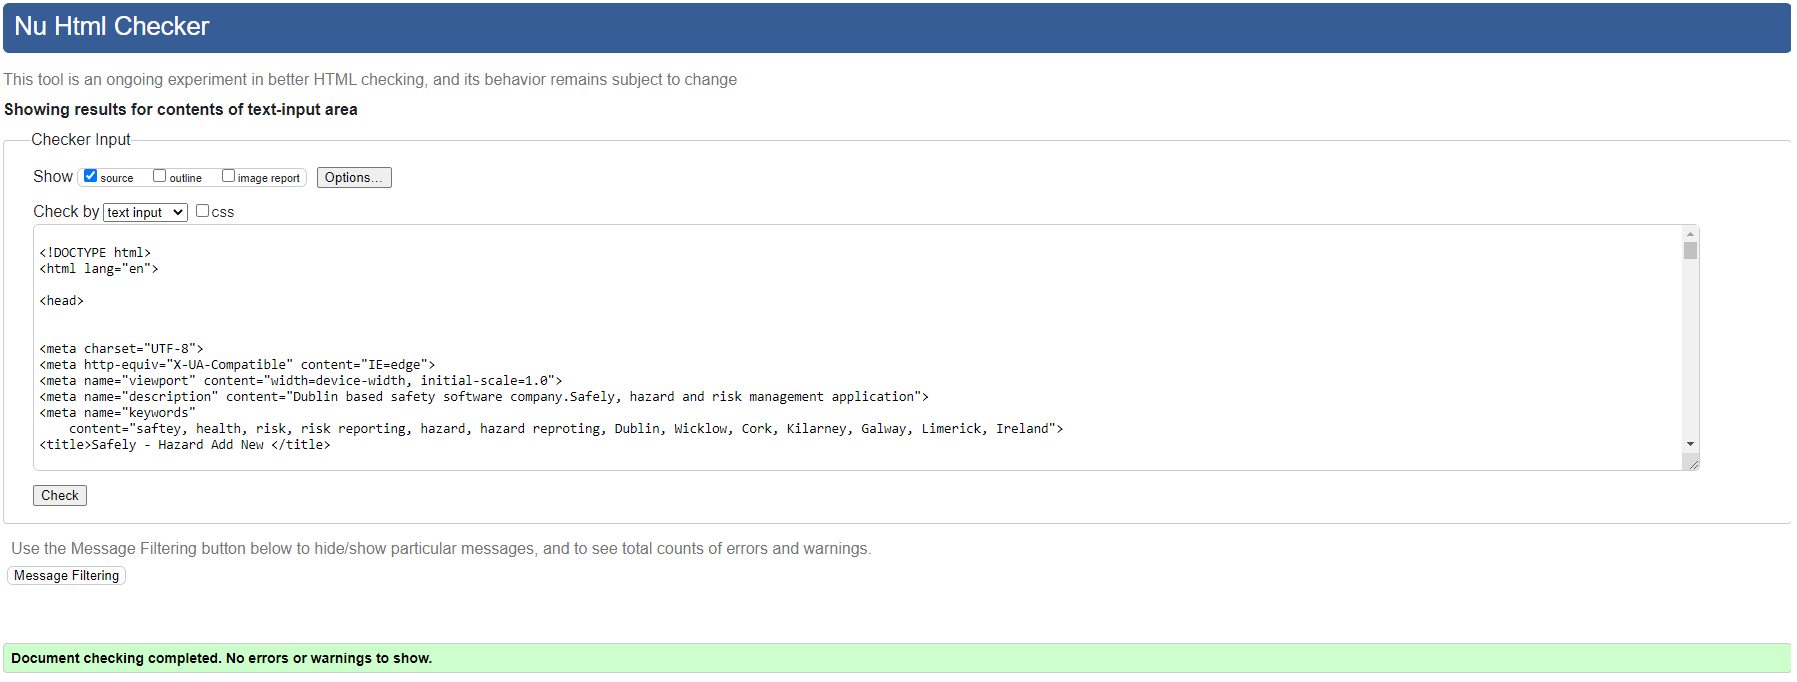 Nu Html Checker
This tool is an ongoing experiment in better HTML checking, and its behavior remains subject to change
Showing results for contents of text-input area
Checker Input
Show source outline image report Options...
Check by text input css
<!DOCTYPE html>
<html lang="en">
<head>
<meta charset="UTF-8">
<meta http-equiv="X-UA-Compatible" content="IE=edge">
<meta name="viewport" content="width=device-width, initial-scale=1.0">
<meta name="description" content="Dublin based safety software company.Safely, hazard and risk management application">
<meta name="keywords"
content="saftey, health, risk, risk reporting, hazard, hazard reproting, Dublin, Wicklow, Cork, Kilarney, Galway, Limerick, Ireland">
<title>Safely - Hazard Add New </title>
Check
Use the Message Filtering button below to hide/show particular messages, and to see total counts of errors and warnings.
Message Filtering
Document checking completed. No errors or warnings to show.